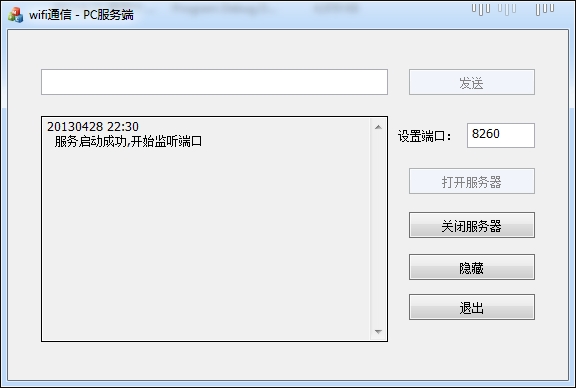 wifi通信 - PC服务端
发送
20130428 22:30
服务启动成功,开始监听端口
设置端口： 8260
打开服务器
关闭服务器
隐藏
退出